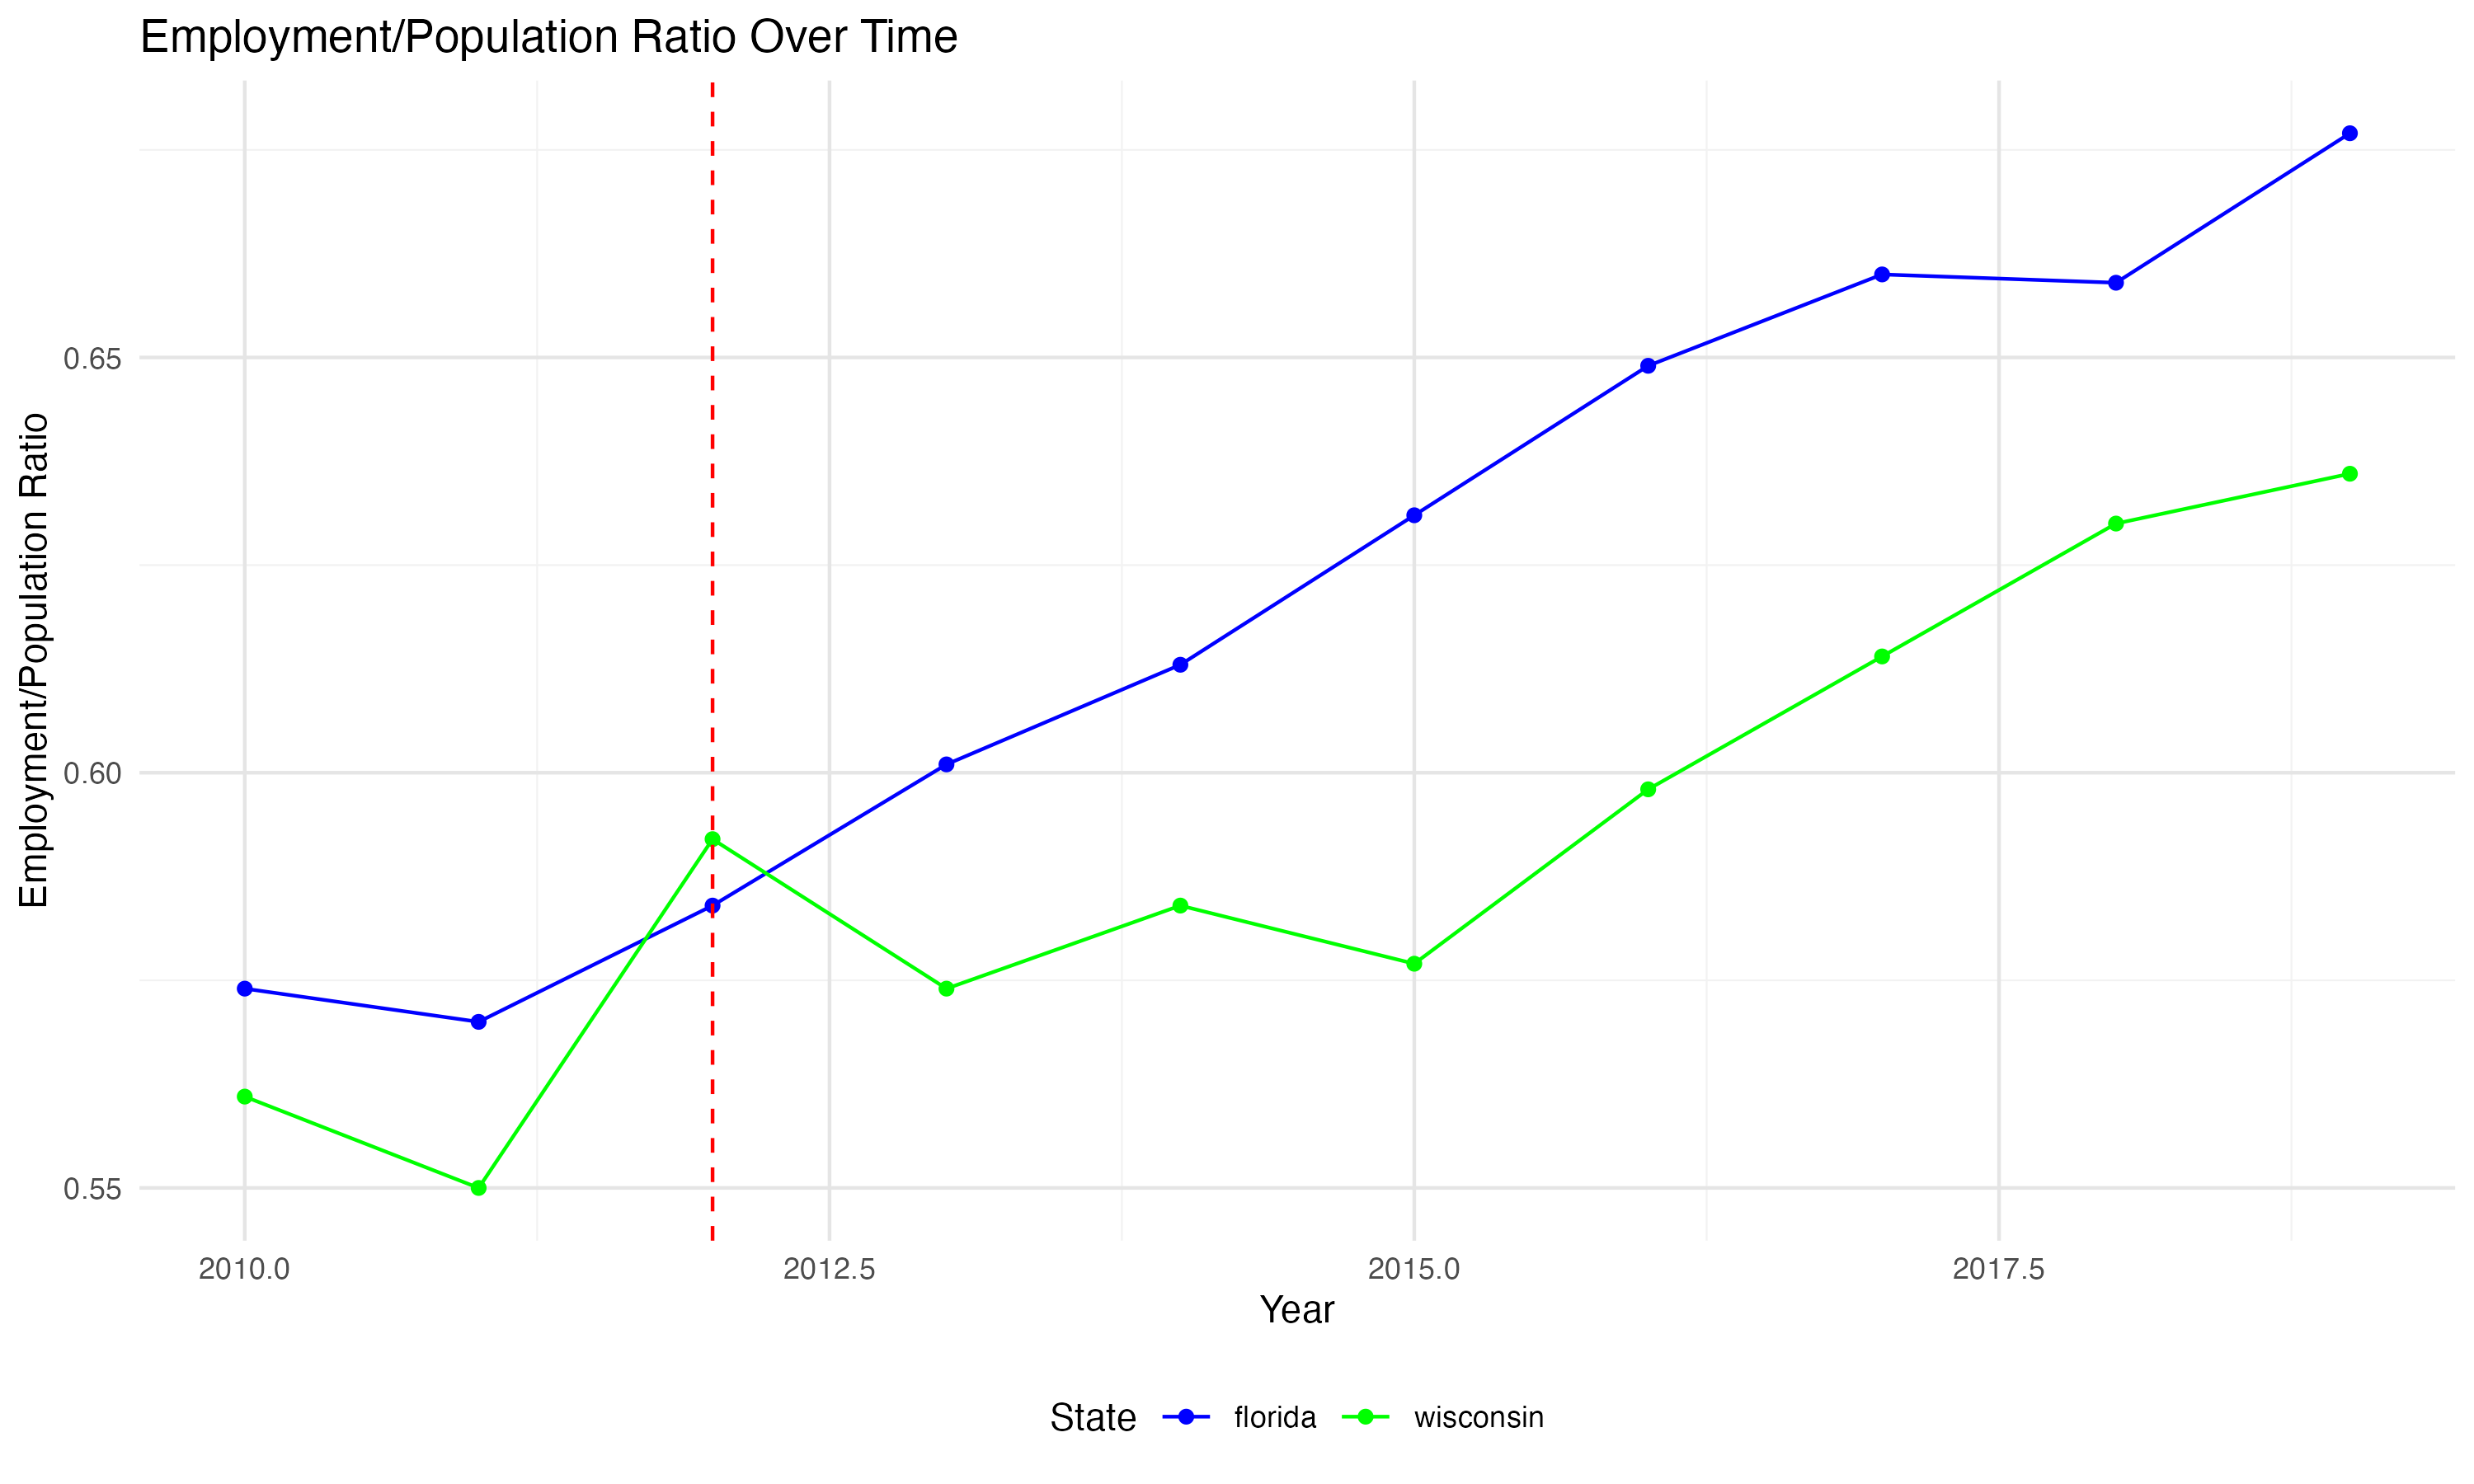 Employment/Population Ratio Over Time
Employment/Population Ratio
0.65
0.60
0.55
2010.0 2012.5 2015.0 2017.5
Year
State florida wisconsin